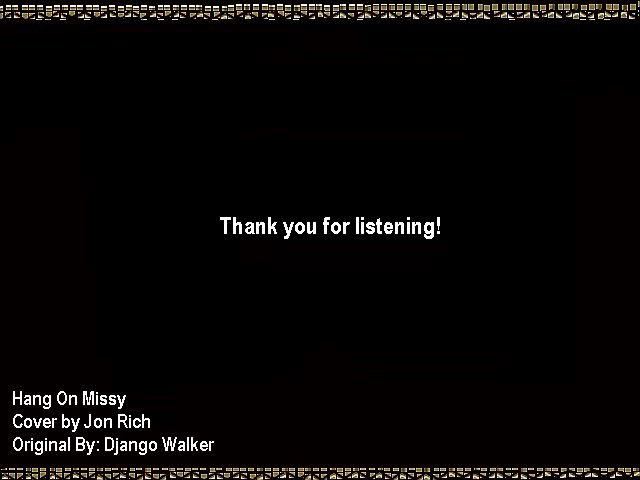 Thank you for listening!
Hang On Missy
Cover by Jon Rich
Original By: Django Walker